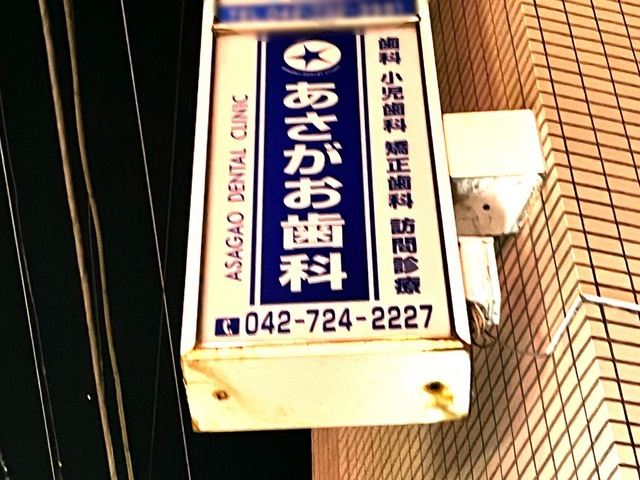 歯科 小児歯科 矯正歯科 訪問診療
あさがお歯科
ASAGAO DENTAL CLINIC
042-724-2227